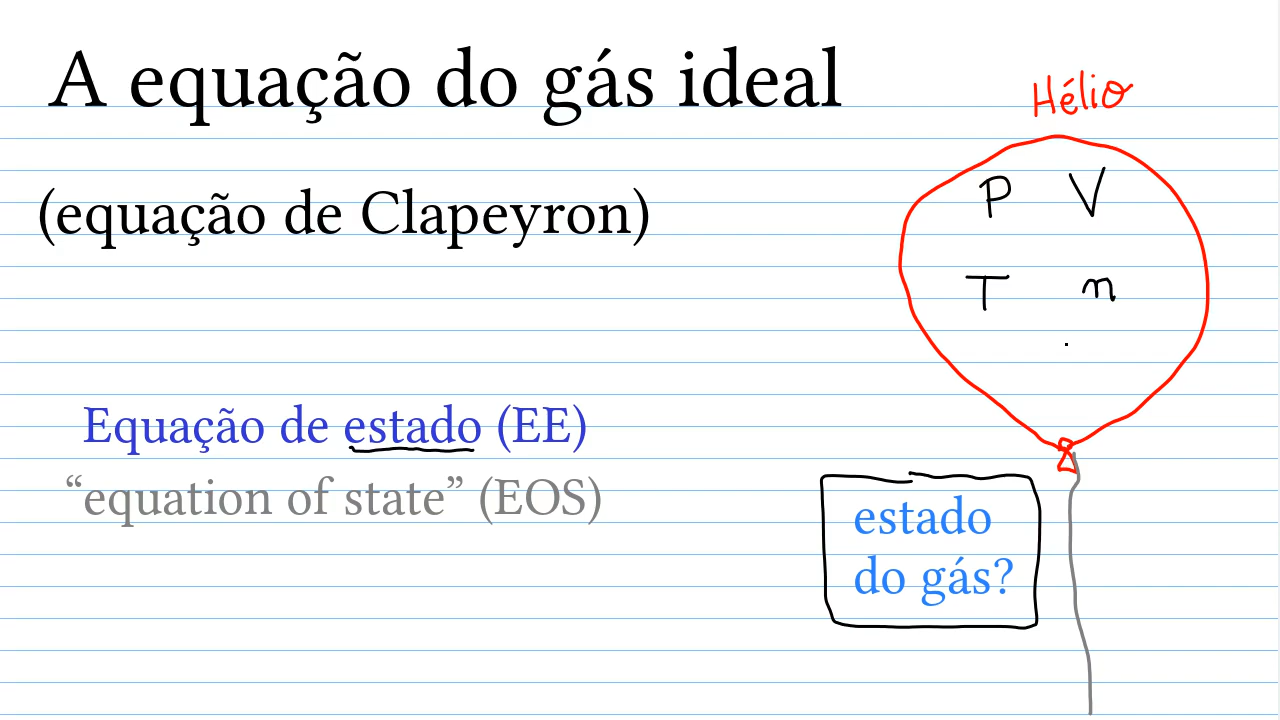 A equação do gás ideal
(equação de Clapeyron)
Hélio
P V
T n
Equação de estado (EE)
“equation of state” (EOS)
estado
do gás?